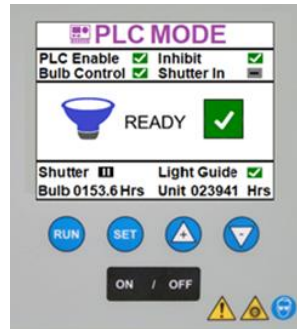 PLC MODE
PLC Enable Inhibit
Bulb Control Shutter In
READY
Shutter Light Guide
Bulb 0153.6 Hrs Unit 023941 Hrs
RUN SET + -
ON / OFF